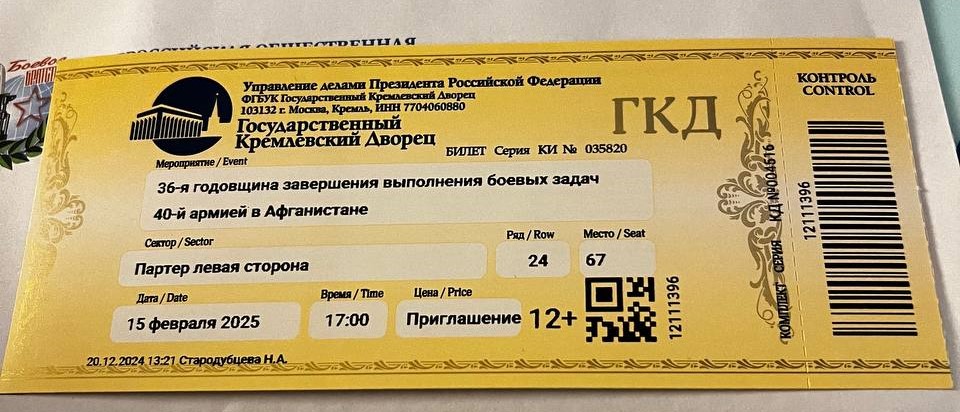 Боевое
РОССИЙСКАЯ ОБЩЕСТВЕННАЯ
Управление делами Президента Российской Федерации
ФГБУК Государственный Кремлевский Дворец
103132 г. Москва, Кремль, ИНН 7704060880
Государственный
Кремлёвский Дворец
ГКД
БИЛЕТ Серия КИ № 035820
Мероприятие / Event
36-я годовщина завершения выполнения боевых задач
40-й армией в Афганистане
Сектор / Sector
Партер левая сторона
Ряд / Row
24
Место / Seat
67
Дата / Date
15 февраля 2025
Время / Time
17:00
Цена / Price
Приглашение
12+
12111396
20.12.2024 13:21 Стародубцева Н.А.
КОМПЛЕКТ СЕРИЯ КД №004516
КОНТРОЛЬ
CONTROL
12111396